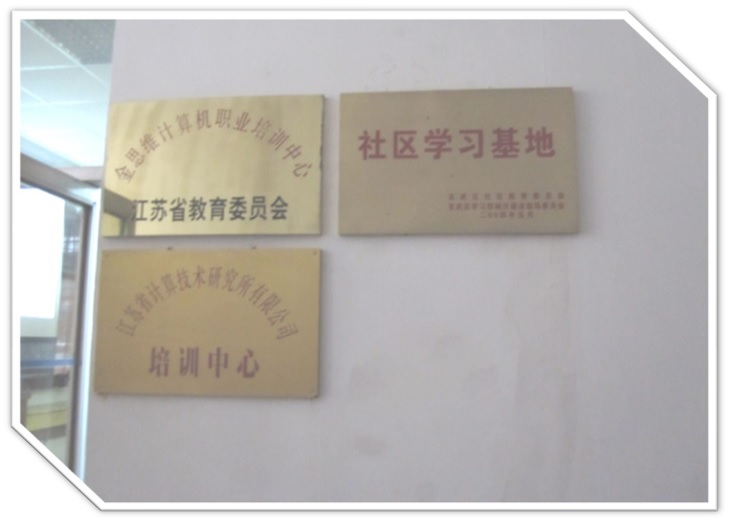 金思维计算机职业培训中心
江苏省教育委员会
社区学习基地
江苏省计算技术研究所有限公司
培训中心